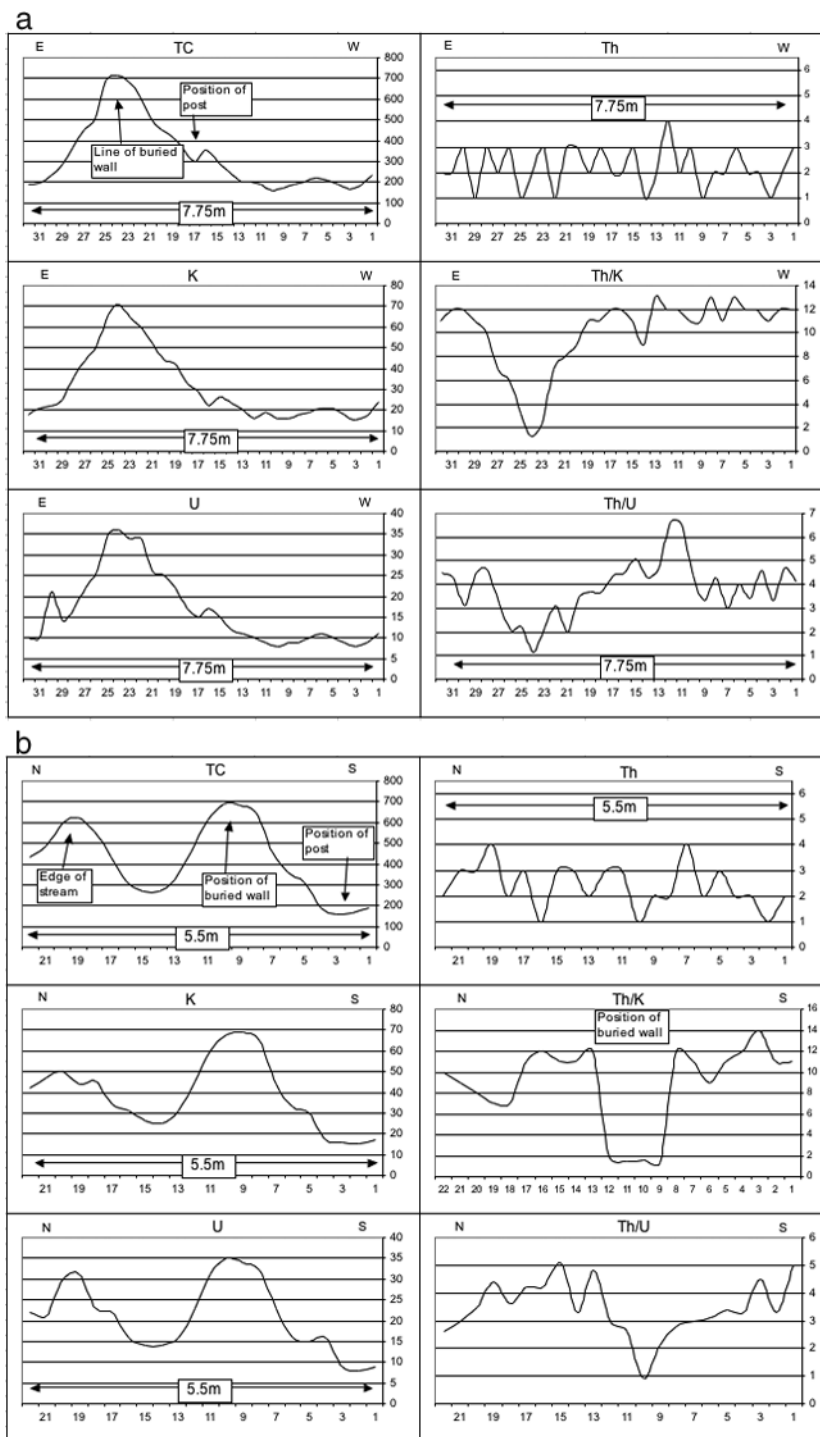 a
E TC W
800
700
600
500
400
300
200
100
0
Position of
post
Line of buried
wall
7.75m
31 29 27 25 23 21 19 17 15 13 11 9 7 5 3 1
E Th W
6
5
4
3
2
1
0
7.75m
31 29 27 25 23 21 19 17 15 13 11 9 7 5 3 1
E K W
80
70
60
50
40
30
20
10
0
7.75m
31 29 27 25 23 21 19 17 15 13 11 9 7 5 3 1
E Th/K W
14
12
10
8
6
4
2
0
31 29 27 25 23 21 19 17 15 13 11 9 7 5 3 1
E U W
40
35
30
25
20
15
10
5
0
7.75m
31 29 27 25 23 21 19 17 15 13 11 9 7 5 3 1
E Th/U W
7
6
5
4
3
2
1
0
7.75m
31 29 27 25 23 21 19 17 15 13 11 9 7 5 3 1
b
N TC S
800
700
600
500
400
300
200
100
0
Position of
post
Edge of
stream
Position of
buried wall
5.5m
21 19 17 15 13 11 9 7 5 3 1
N Th S
6
5
4
3
2
1
0
5.5m
21 19 17 15 13 11 9 7 5 3 1
N K S
80
70
60
50
40
30
20
10
0
5.5m
21 19 17 15 13 11 9 7 5 3 1
N Th/K S
16
14
12
10
8
6
4
2
0
Position of
buried wall
22 21 20 19 18 17 16 15 14 13 12 11 10 9 8 7 6 5 4 3 2 1
N U S
40
35
30
25
20
15
10
5
0
5.5m
21 19 17 15 13 11 9 7 5 3 1
N Th/U S
6
5
4
3
2
1
0
21 19 17 15 13 11 9 7 5 3 1